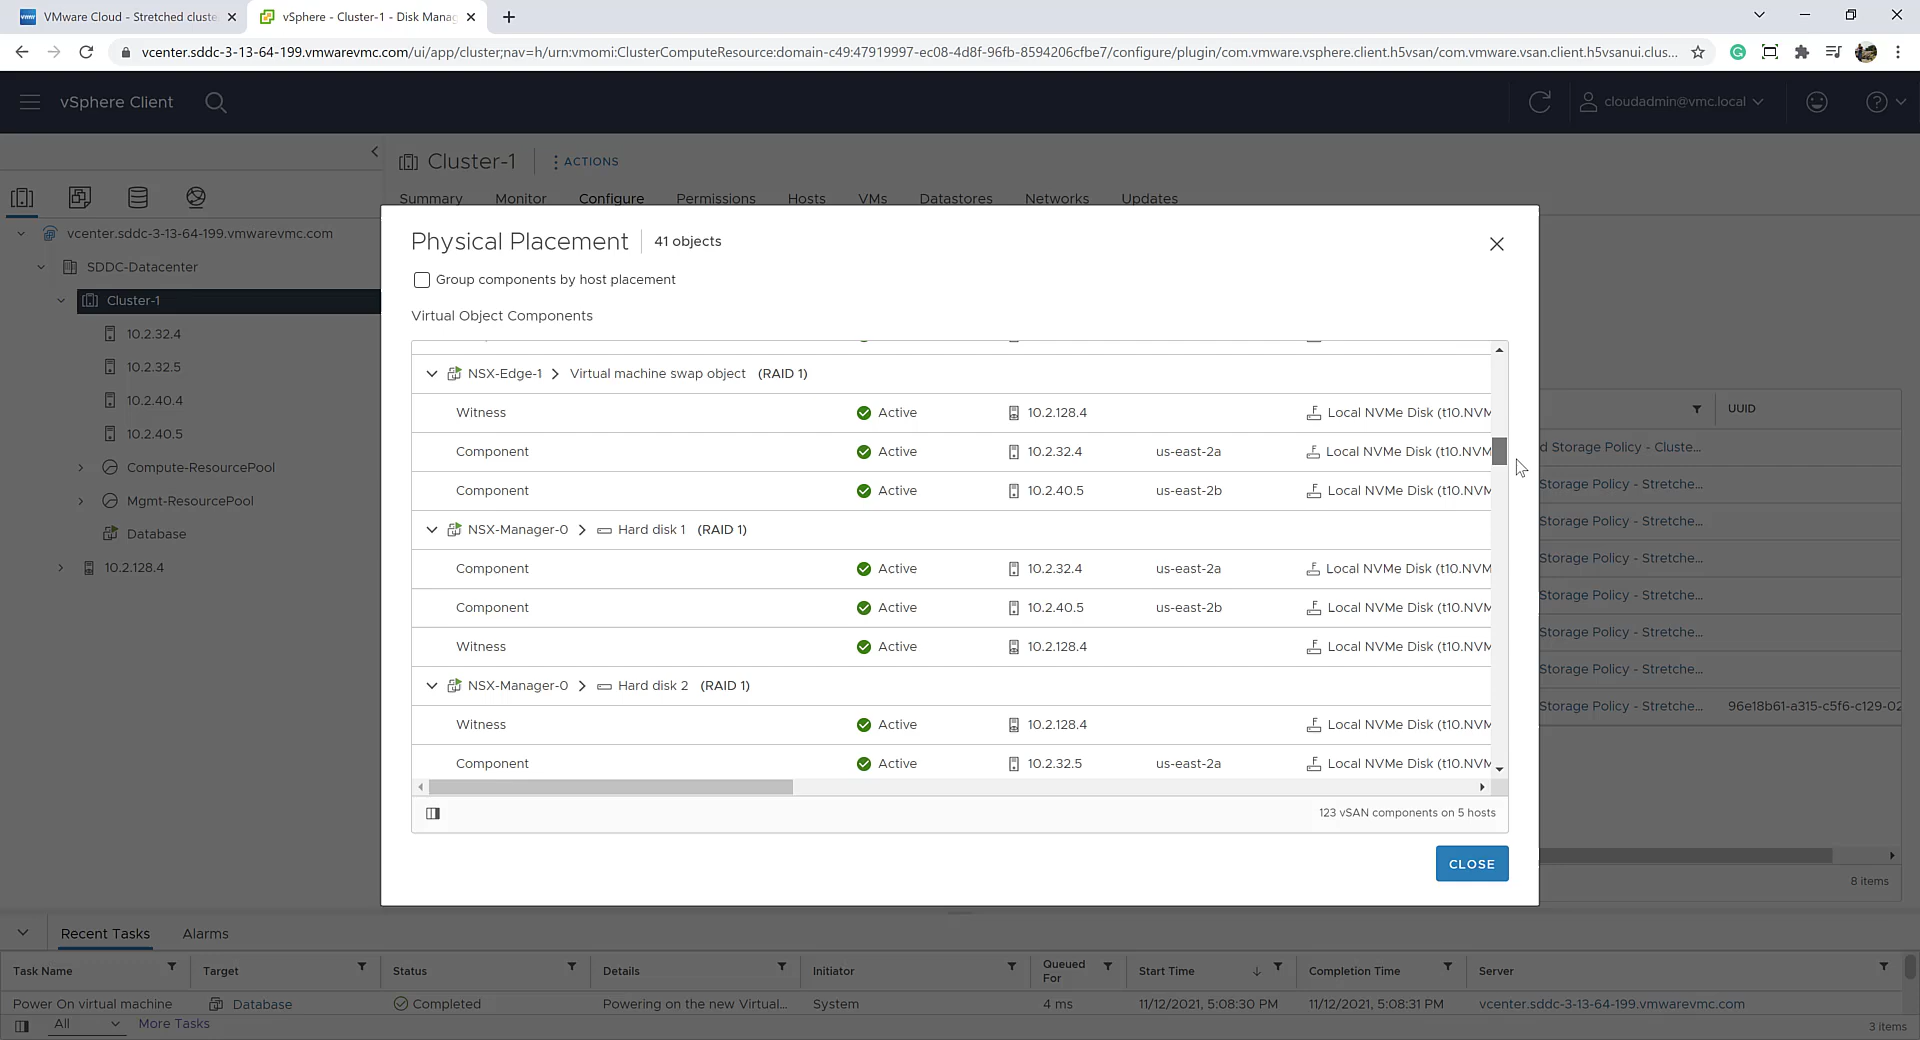 VMware Cloud - Stretched cluste
vSphere - Cluster-1 - Disk Manag
vcenter.sddc-3-13-64-199.vmwarevmc.com/ui/app/cluster;nav=h/urn:vmomi:ClusterComputeResource:domain-c49:47919997-ec08-4d8f-96fb-8594206cfbe7/configure/plugin/com.vmware.vsphere.client.h5vsan/com.vmware.vsan.client.h5vsanui.clus...
vSphere Client
cloudadmin@vmc.local
Cluster-1
ACTIONS
Summary Monitor Configure Permissions Hosts VMs Datastores Networks Updates
vcenter.sddc-3-13-64-199.vmwarevmc.com
SDDC-Datacenter
Cluster-1
10.2.32.4
10.2.32.5
10.2.40.4
10.2.40.5
Compute-ResourcePool
Mgmt-ResourcePool
Database
10.2.128.4
Physical Placement 41 objects
Group components by host placement
Virtual Object Components
NSX-Edge-1 > Virtual machine swap object (RAID 1)
Witness Active 10.2.128.4 Local NVMe Disk (t10.NVM
Component Active 10.2.32.4 us-east-2a Local NVMe Disk (t10.NVM
Component Active 10.2.40.5 us-east-2b Local NVMe Disk (t10.NVM
NSX-Manager-0 > Hard disk 1 (RAID 1)
Component Active 10.2.32.4 us-east-2a Local NVMe Disk (t10.NVM
Component Active 10.2.40.5 us-east-2b Local NVMe Disk (t10.NVM
Witness Active 10.2.128.4 Local NVMe Disk (t10.NVM
NSX-Manager-0 > Hard disk 2 (RAID 1)
Witness Active 10.2.128.4 Local NVMe Disk (t10.NVM
Component Active 10.2.32.5 us-east-2a Local NVMe Disk (t10.NVM
123 vSAN components on 5 hosts
CLOSE
UUID
d Storage Policy - Cluste...
Storage Policy - Stretche...
Storage Policy - Stretche...
Storage Policy - Stretche...
Storage Policy - Stretche...
Storage Policy - Stretche...
Storage Policy - Stretche...
Storage Policy - Stretche... 96e18b61-a315-c5f6-c129-02
8 items
Recent Tasks Alarms
Task Name Target Status Details Initiator Queued For Start Time Completion Time Server
Power On virtual machine Database Completed Powering on the new Virtual... System 4 ms 11/12/2021, 5:08:30 PM 11/12/2021, 5:08:31 PM vcenter.sddc-3-13-64-199.vmwarevmc.com
All More Tasks
3 items